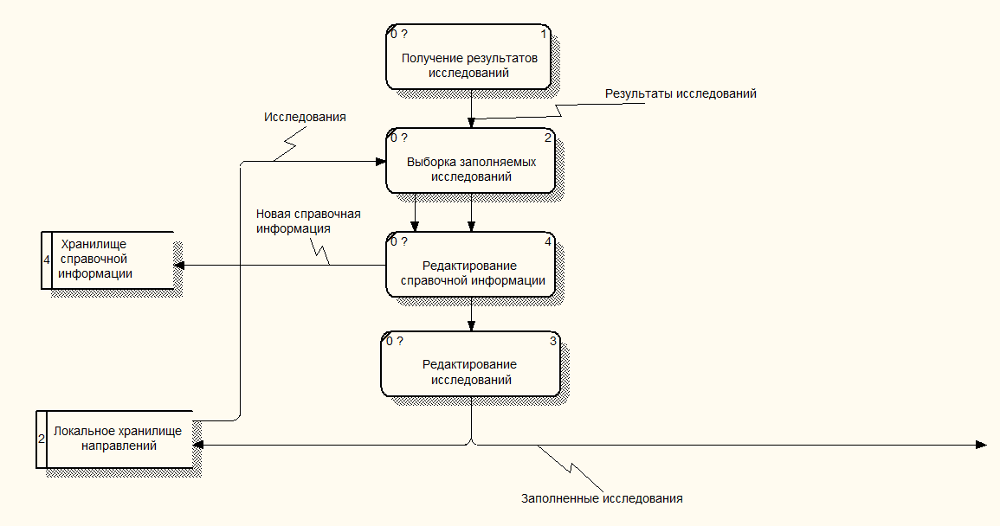 0 ? 1
Получение результатов
исследований
Результаты исследований
Исследования
0 ? 2
Выборка заполняемых
исследований
Новая справочная
информация
4
Хранилище
справочной
информации
0 ? 4
Редактирование
справочной информации
0 ? 3
Редактирование
исследований
2
Локальное хранилище
направлений
Заполненные исследования